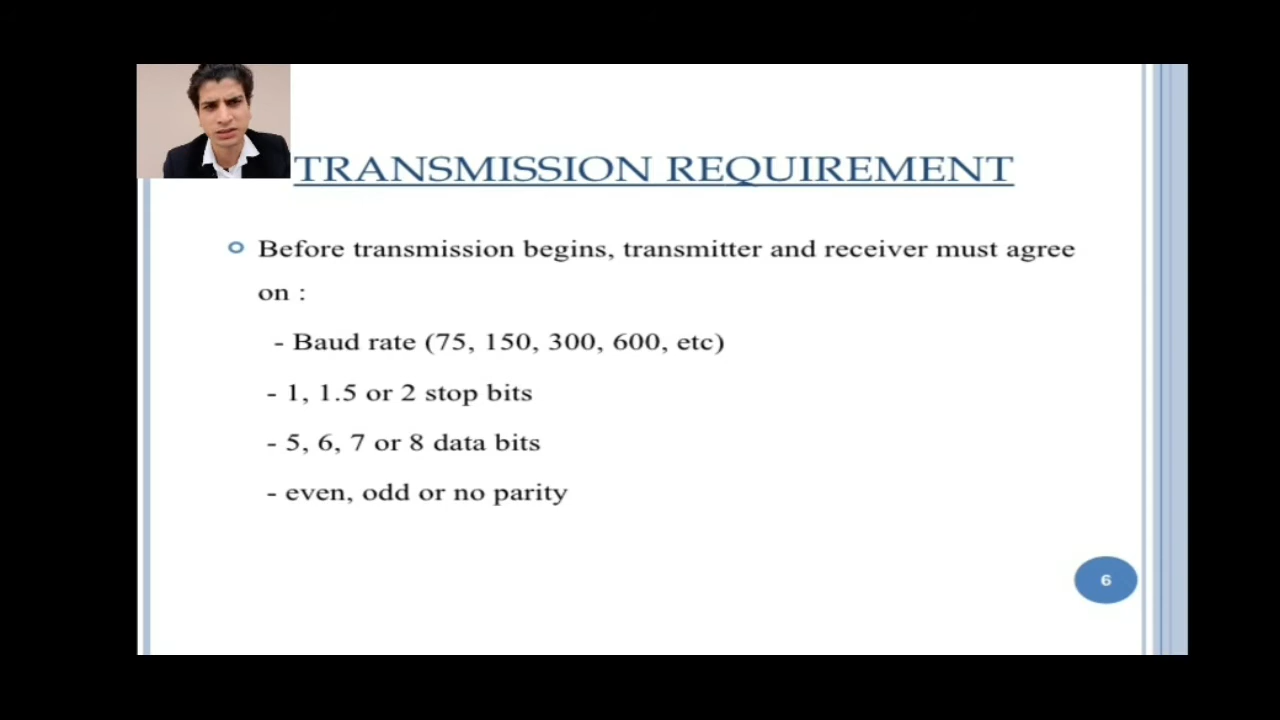 TRANSMISSION REQUIREMENT
Before transmission begins, transmitter and receiver must agree
on :
- Baud rate (75, 150, 300, 600, etc)
- 1, 1.5 or 2 stop bits
- 5, 6, 7 or 8 data bits
- even, odd or no parity
6